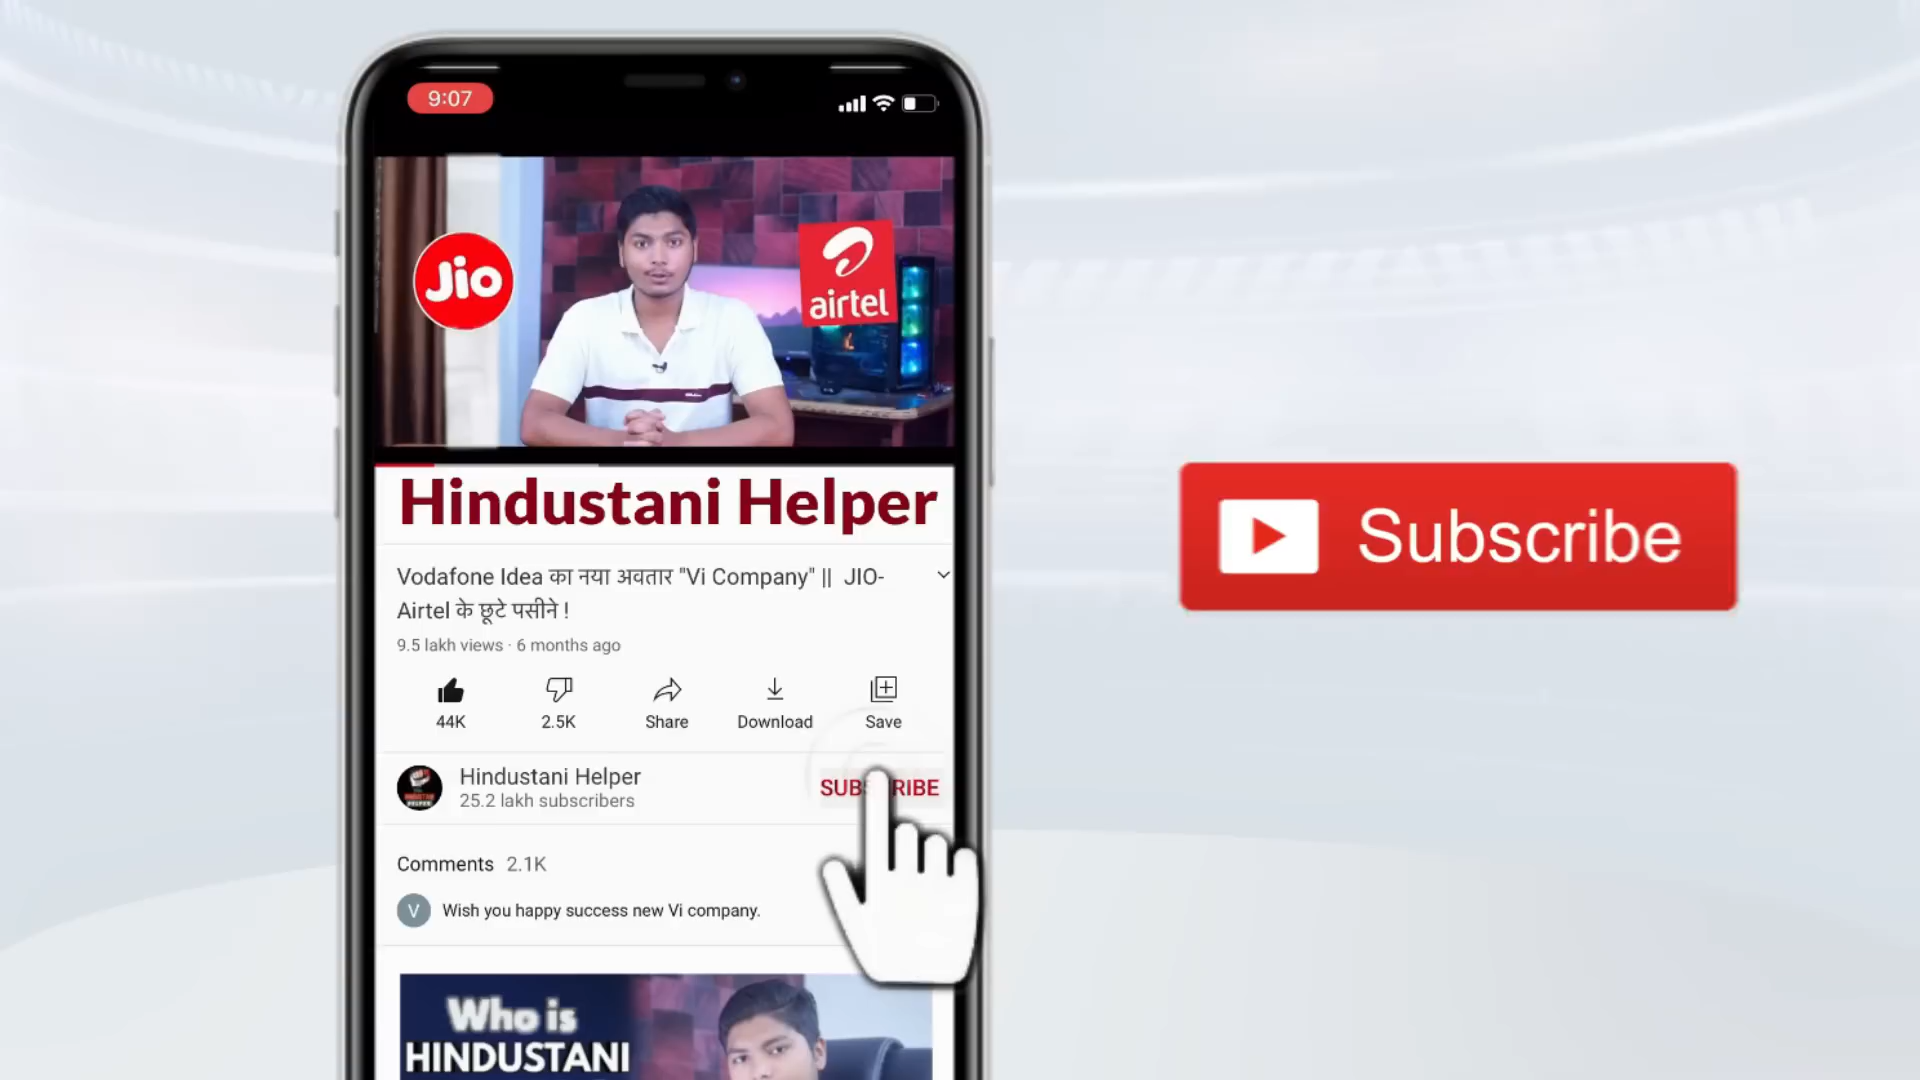 9:07
Jio
airtel
Hindustani Helper
Vodafone Idea का नया अवतार "Vi Company" || JIO-
Airtel के छूटे पसीने !
9.5 lakh views · 6 months ago
44K
2.5K
Share
Download
Save
Hindustani Helper
25.2 lakh subscribers
Comments 2.1K
V
Wish you happy success new Vi company.
Who is
HINDUSTANI
Subscribe